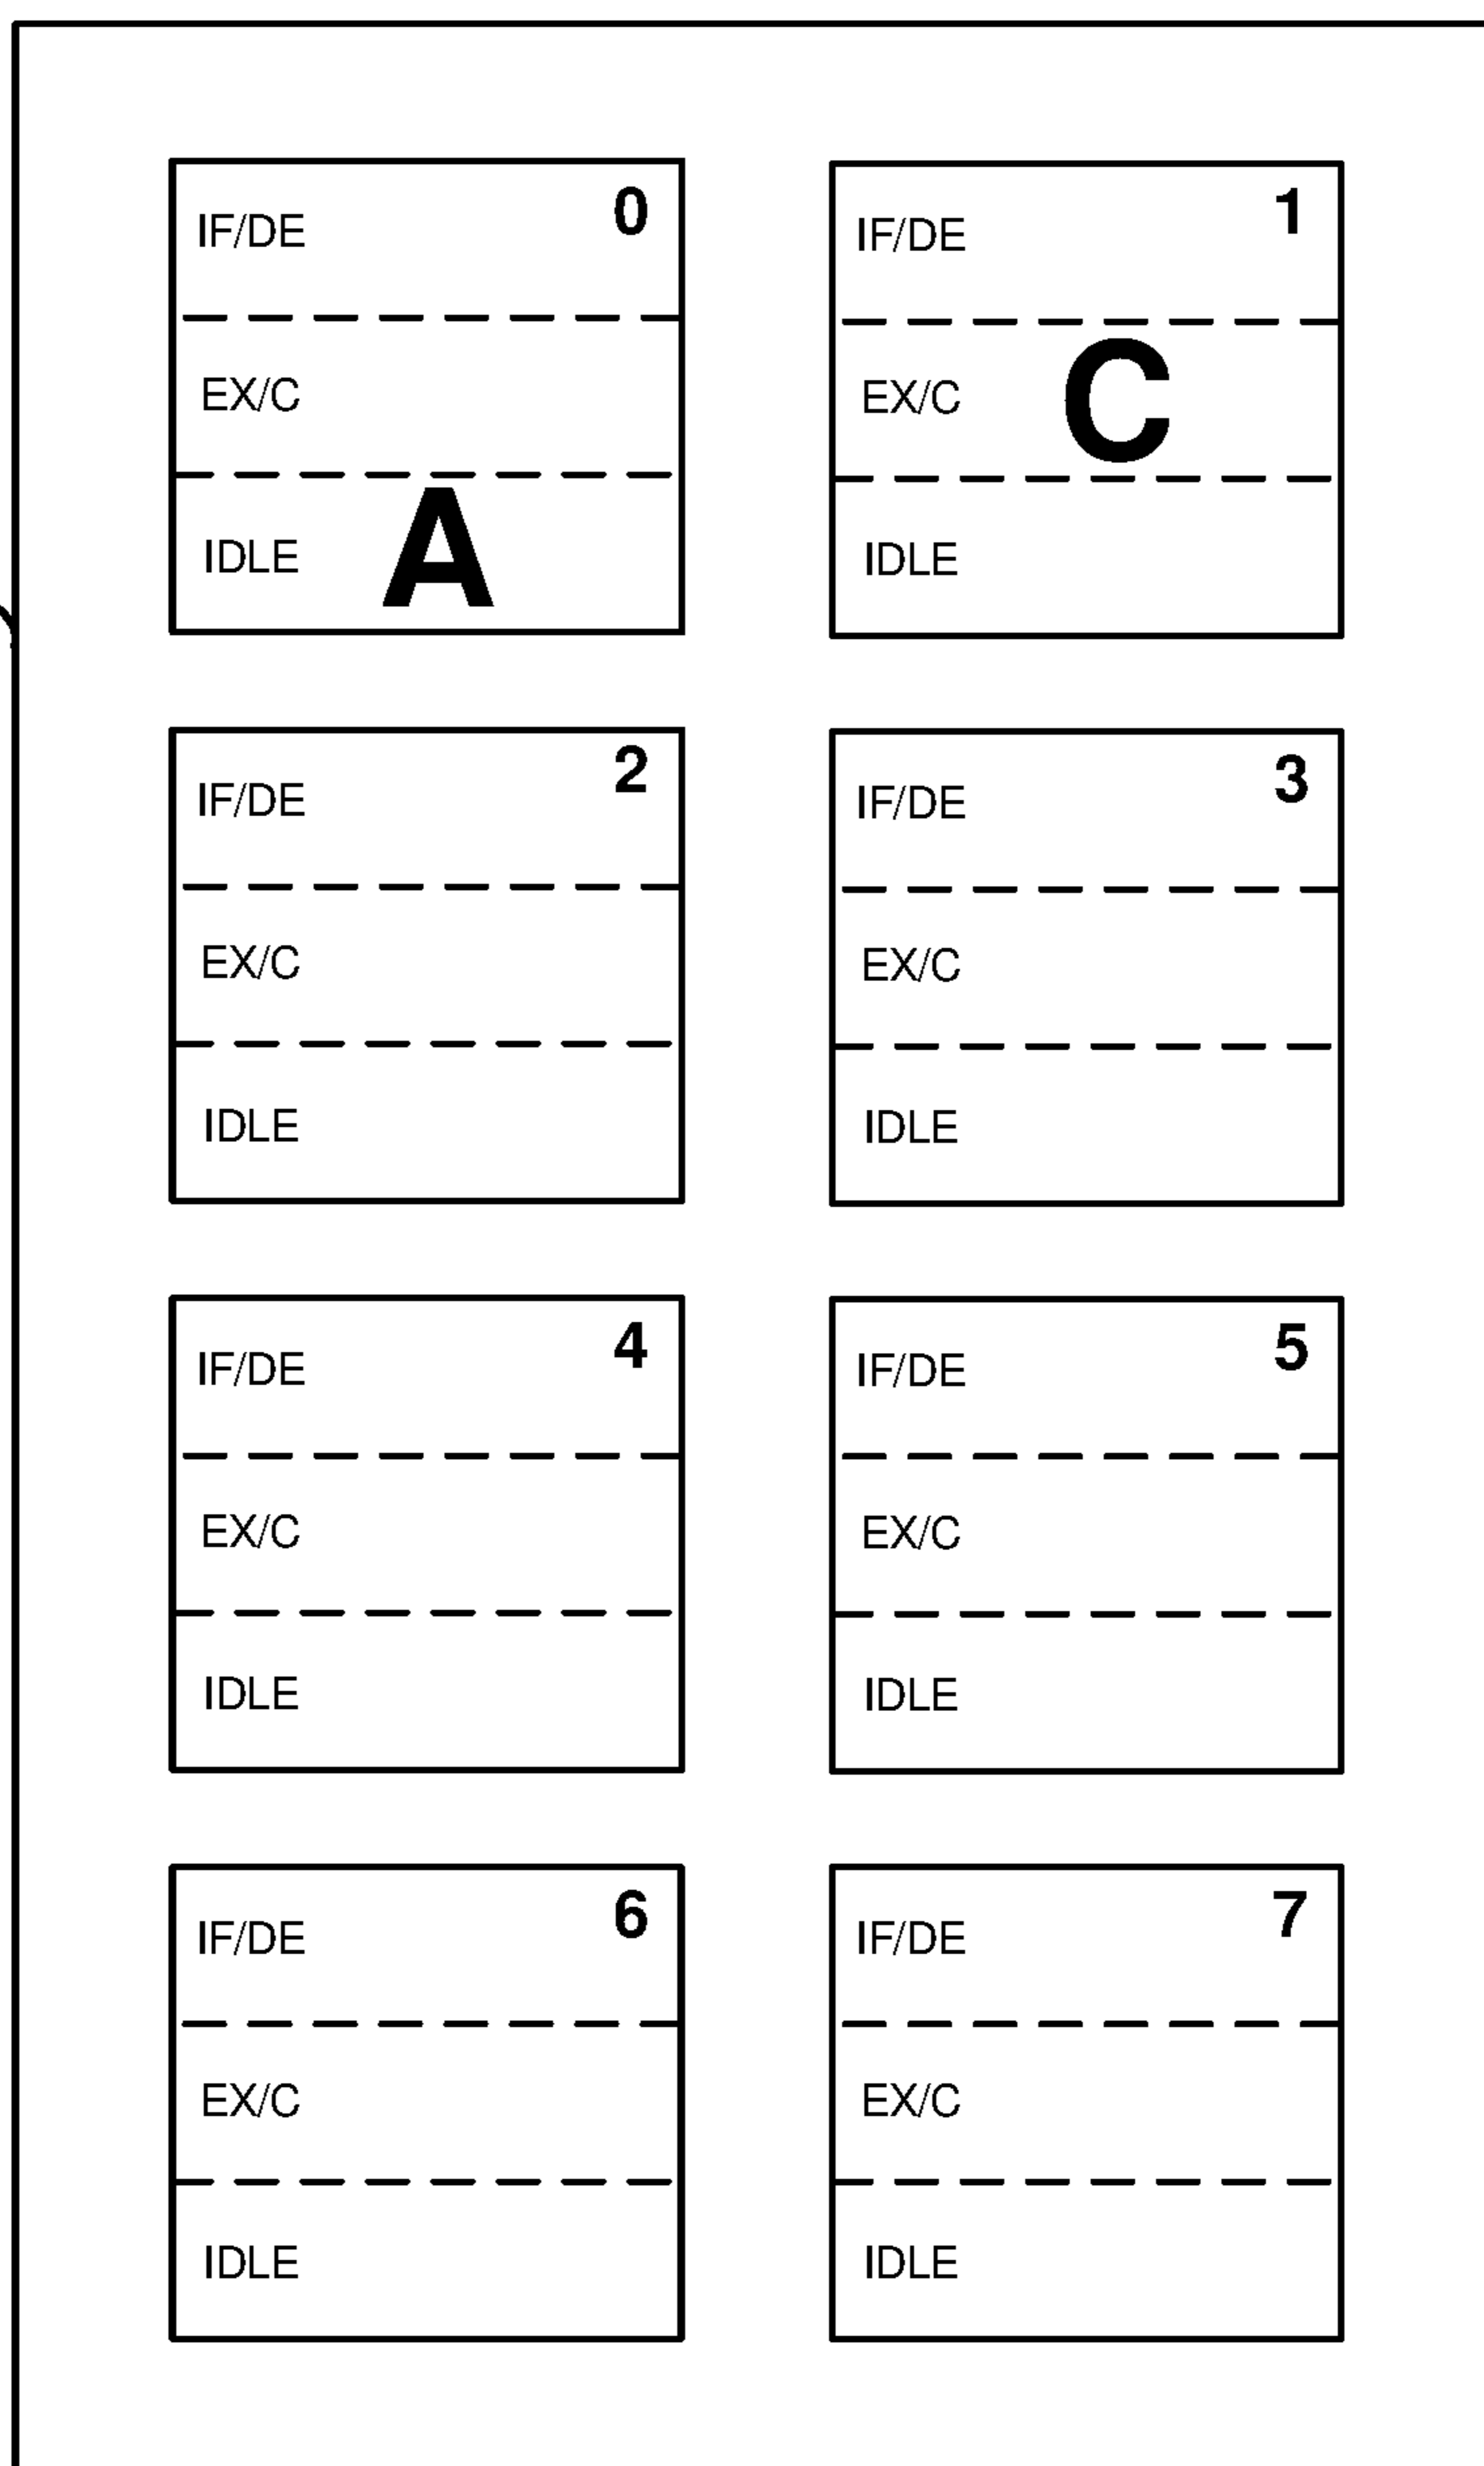 0
IF/DE
EX/C
IDLE A
1
IF/DE
EX/C C
IDLE
2
IF/DE
EX/C
IDLE
3
IF/DE
EX/C
IDLE
4
IF/DE
EX/C
IDLE
5
IF/DE
EX/C
IDLE
6
IF/DE
EX/C
IDLE
7
IF/DE
EX/C
IDLE